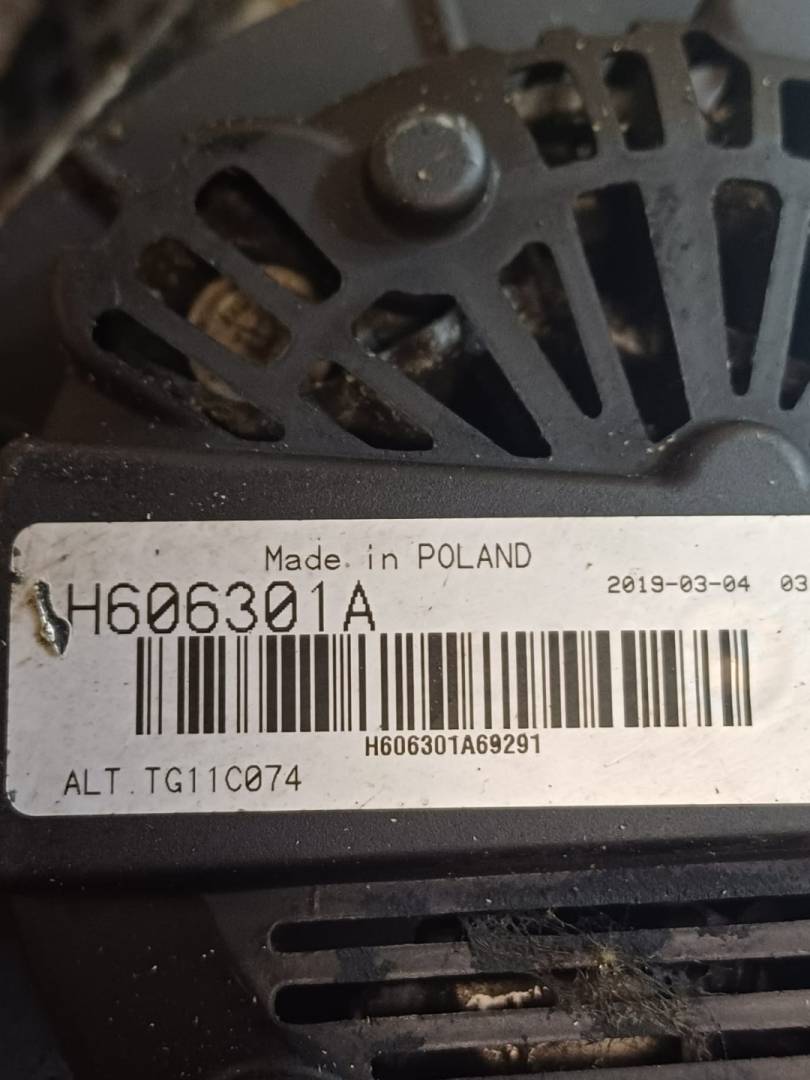 Made in POLAND
H606301A
2019-03-04 03
H606301A69291
ALT.TG11C074